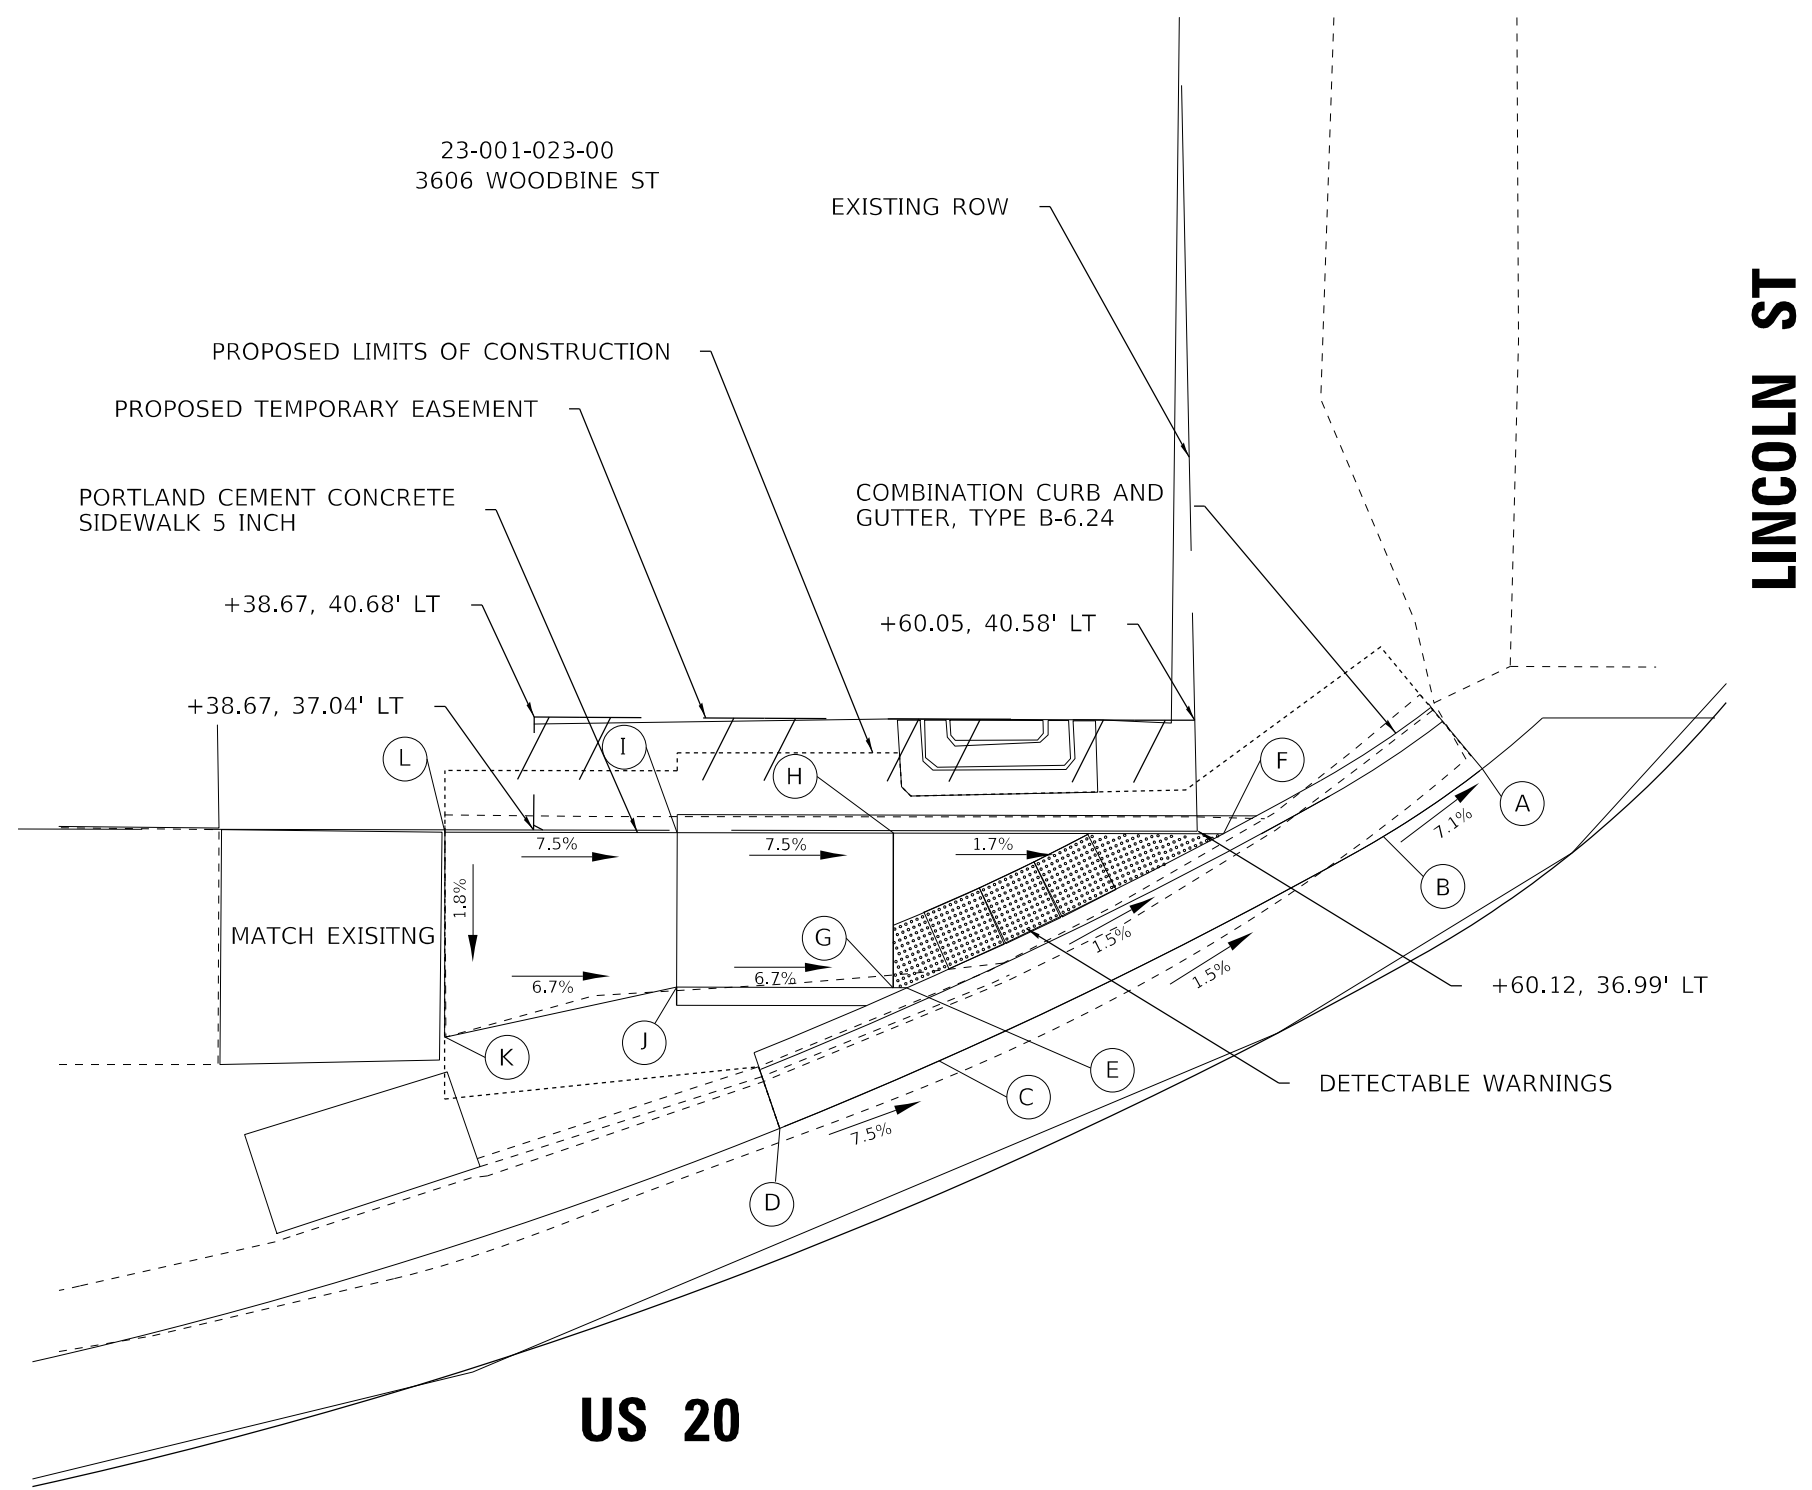 23-001-023-00
3606 WOODBINE ST
EXISTING ROW
LINCOLN ST
PROPOSED LIMITS OF CONSTRUCTION
PROPOSED TEMPORARY EASEMENT
PORTLAND CEMENT CONCRETE
SIDEWALK 5 INCH
COMBINATION CURB AND
GUTTER, TYPE B-6.24
+38.67, 40.68' LT
+60.05, 40.58' LT
+38.67, 37.04' LT
L
I
H
F
A
7.5%
7.5%
1.7%
7.1%
B
1.8%
MATCH EXISITNG
G
1.5%
1.5%
6.7%
6.7%
+60.12, 36.99' LT
J
K
E
C
DETECTABLE WARNINGS
7.5%
D
US 20